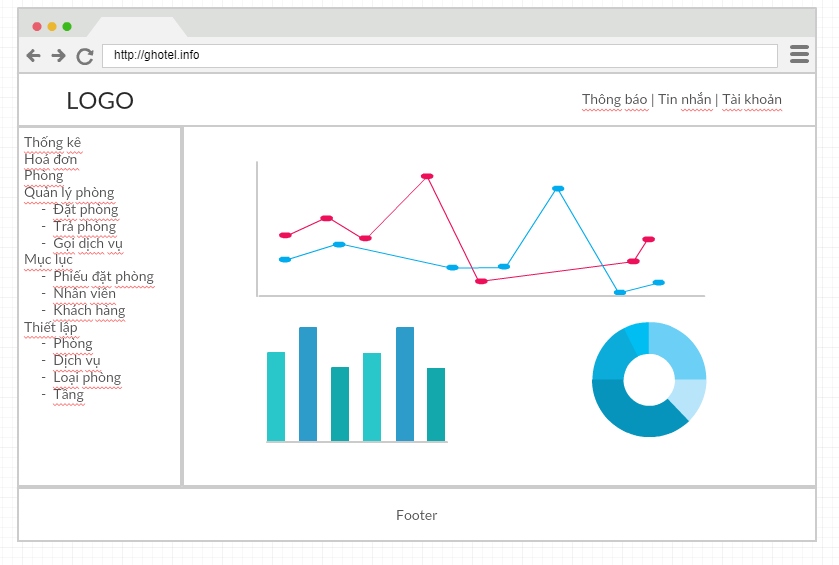 http://ghotel.info
LOGO
Thông báo | Tin nhắn | Tài khoản
Thống kê
Hoá đơn
Phòng
Quản lý phòng
- Đặt phòng
- Trả phòng
- Gọi dịch vụ
Mục lục
- Phiếu đặt phòng
- Nhân viên
- Khách hàng
Thiết lập
- Phòng
- Dịch vụ
- Loại phòng
- Tầng
Footer